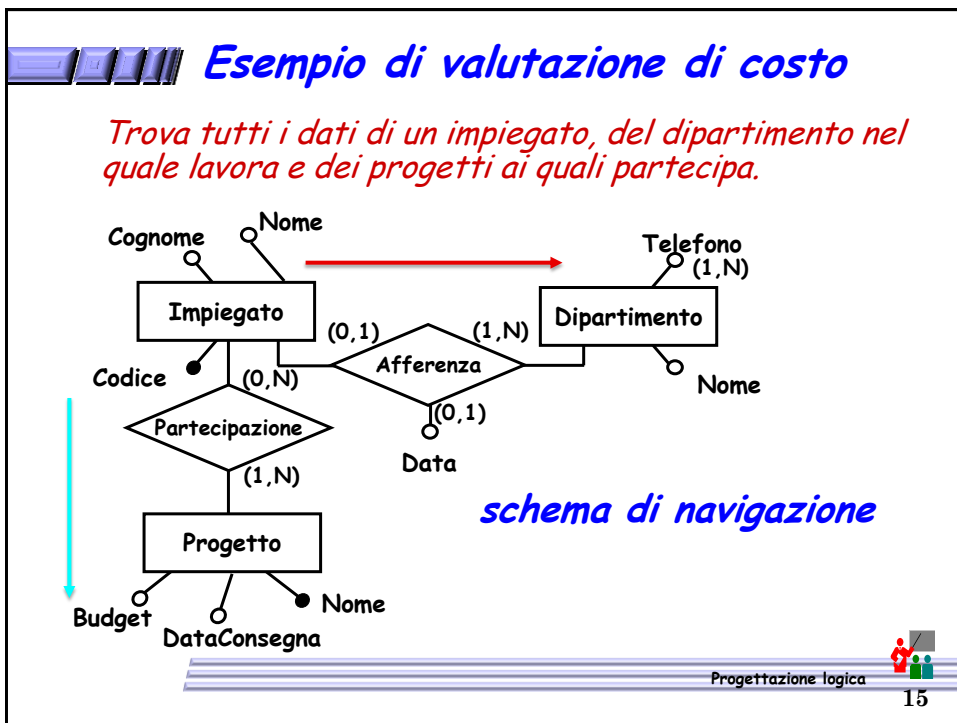 Esempio di valutazione di costo
Trova tutti i dati di un impiegato, del dipartimento nel
quale lavora e dei progetti ai quali partecipa.
Nome
Cognome
Telefono
(1,N)
Impiegato
Dipartimento
(0,1)
(1,N)
Afferenza
Codice
(0,N)
Nome
(0,1)
Partecipazione
Data
(1,N)
schema di navigazione
Progetto
Nome
Budget
DataConsegna
Progettazione logica
15